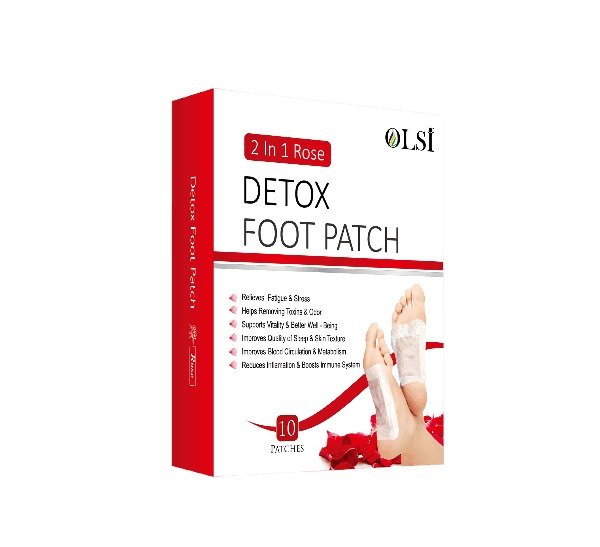 OLSI
2 In 1 Rose
DETOX
FOOT PATCH
Relieves Fatigue & Stress
Helps Removing Toxins & Odor
Supports Vitality & Better Well - Being
Improves Quality of Sleep & Skin Texture
Improves Blood Circulation & Metabolism
Reduces Inflamation & Boosts Immune System
10
PATCHES
Detox Foot Patch
Rose